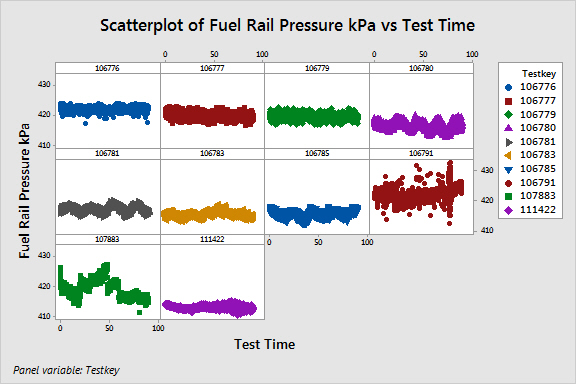 Scatterplot of Fuel Rail Pressure kPa vs Test Time
0 50 100 0 50 100
106776 106777 106779 106780
430
420
410
106781 106783 106785 106791
430
420
410
0 50 100
107883 111422
430
420
410
0 50 100
Fuel Rail Pressure kPa
Test Time
Testkey
106776
106777
106779
106780
106781
106783
106785
106791
107883
111422
Panel variable: Testkey